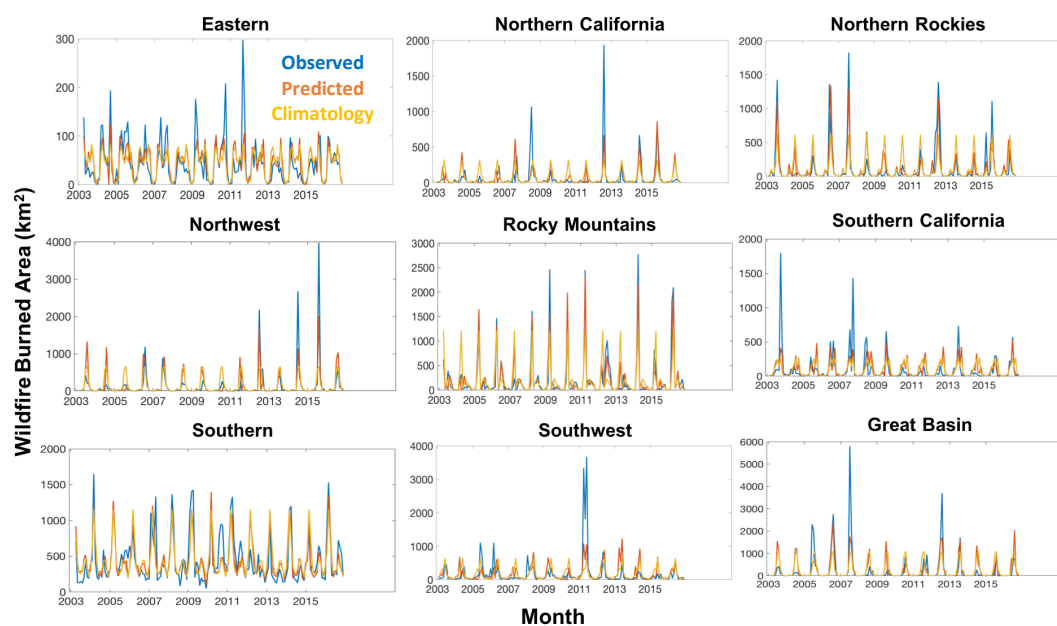 Eastern
Northern California
Northern Rockies
300
200
100
0
2003 2005 2007 2009 2011 2013 2015
Observed
Predicted
Climatology
2000
1500
1000
500
0
2003 2005 2007 2009 2011 2013 2015
2000
1500
1000
500
0
2003 2005 2007 2009 2011 2013 2015
Wildfire Burned Area (km²)
Northwest
Rocky Mountains
Southern California
4000
3000
2000
1000
0
2003 2005 2007 2009 2011 2013 2015
3000
2500
2000
1500
1000
500
0
2003 2005 2007 2009 2011 2013 2015
2000
1500
1000
500
0
2003 2005 2007 2009 2011 2013 2015
Southern
Southwest
Great Basin
2000
1500
1000
500
0
2003 2005 2007 2009 2011 2013 2015
4000
3000
2000
1000
0
2003 2005 2007 2009 2011 2013 2015
6000
5000
4000
3000
2000
1000
0
2003 2005 2007 2009 2011 2013 2015
Month